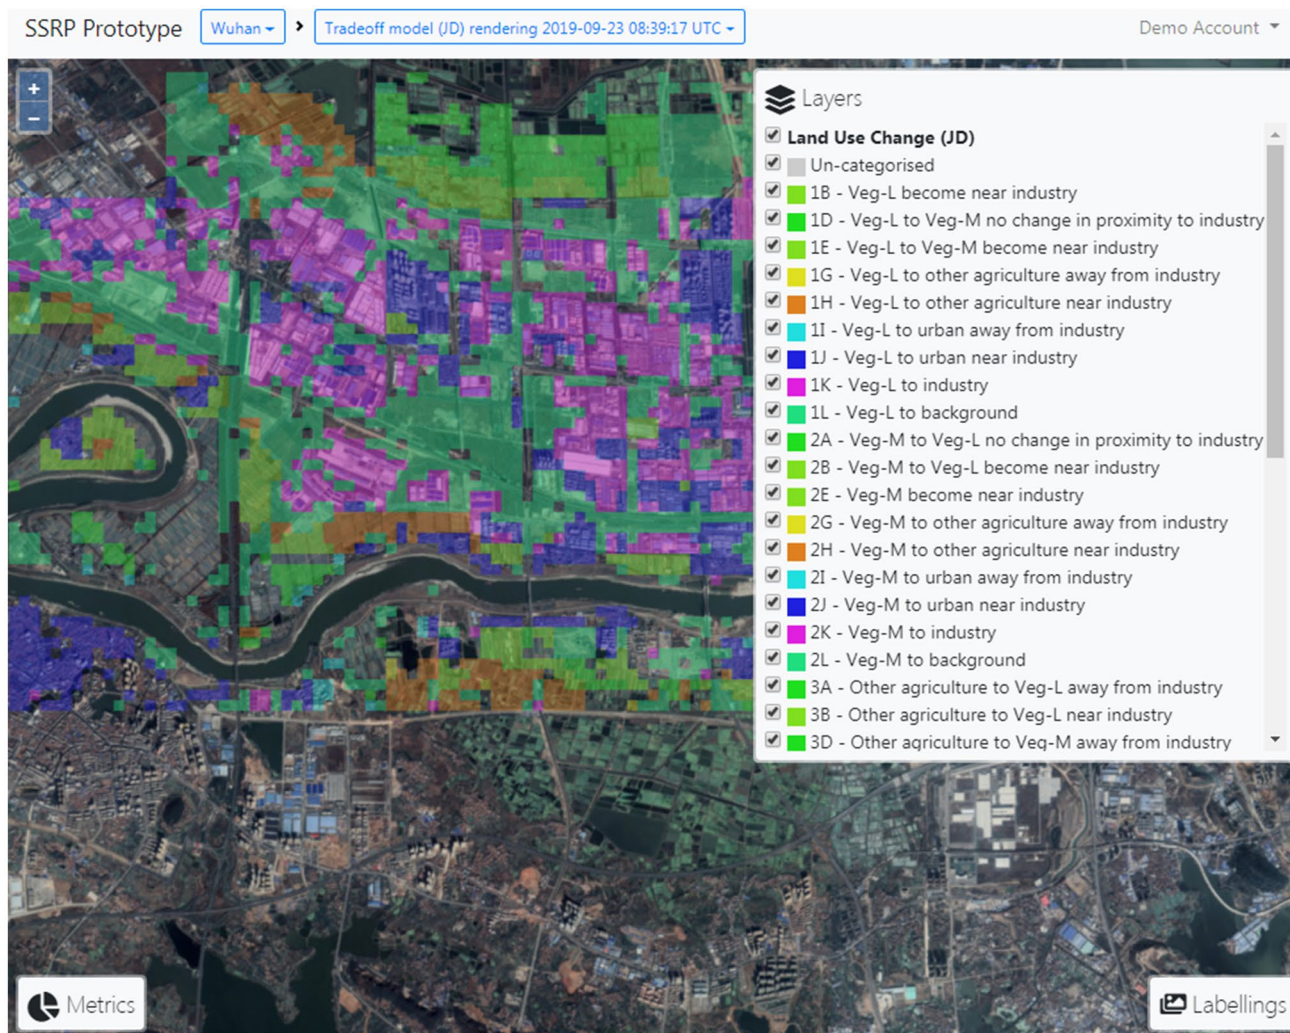 SSRP Prototype Wuhan > Tradeoff model (JD) rendering 2019-09-23 08:39:17 UTC Demo Account
+
−
Layers
Land Use Change (JD)
Un-categorised
1B - Veg-L become near industry
1D - Veg-L to Veg-M no change in proximity to industry
1E - Veg-L to Veg-M become near industry
1G - Veg-L to other agriculture away from industry
1H - Veg-L to other agriculture near industry
1I - Veg-L to urban away from industry
1J - Veg-L to urban near industry
1K - Veg-L to industry
1L - Veg-L to background
2A - Veg-M to Veg-L no change in proximity to industry
2B - Veg-M to Veg-L become near industry
2E - Veg-M become near industry
2G - Veg-M to other agriculture away from industry
2H - Veg-M to other agriculture near industry
2I - Veg-M to urban away from industry
2J - Veg-M to urban near industry
2K - Veg-M to industry
2L - Veg-M to background
3A - Other agriculture to Veg-L away from industry
3B - Other agriculture to Veg-L near industry
3D - Other agriculture to Veg-M away from industry
Metrics
Labellings